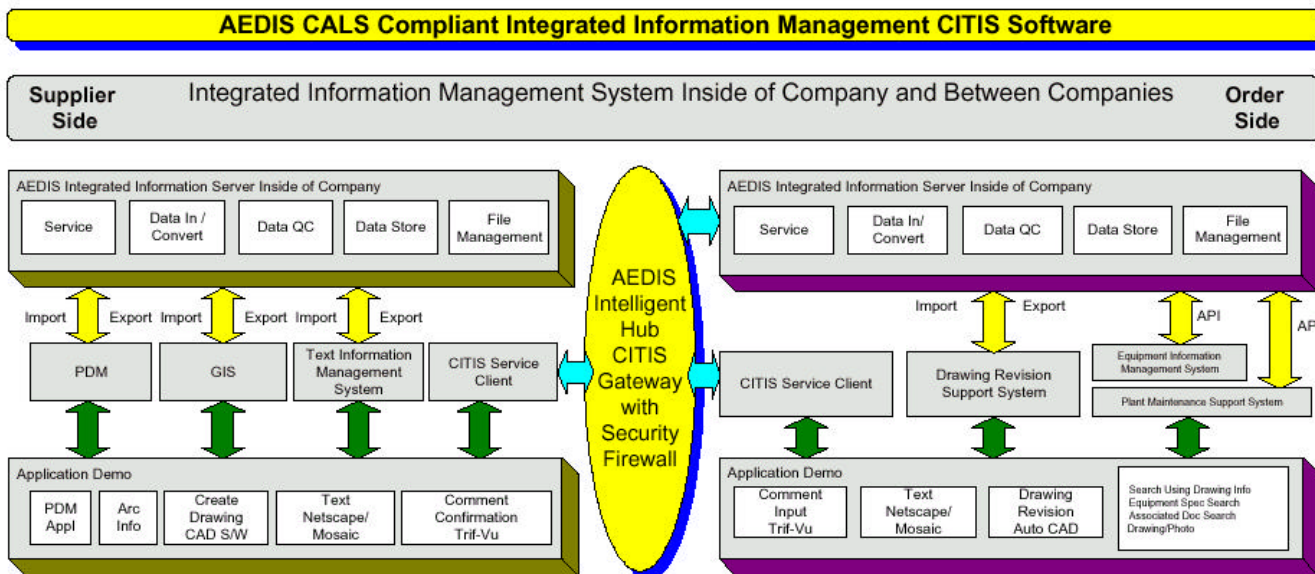 AEDIS CALS Compliant Integrated Information Management CITIS Software
Supplier
Side
Integrated Information Management System Inside of Company and Between Companies
Order
Side
AEDIS Integrated Information Server Inside of Company
Service
Data In /
Convert
Data QC
Data Store
File
Management
Import
Export
Import
Export
Import
Export
PDM
GIS
Text Information
Management
System
CITIS Service
Client
Application Demo
PDM
Appl
Arc
Info
Create
Drawing
CAD S/W
Text
Netscape/
Mosaic
Comment
Confirmation
Trif-Vu
AEDIS
Intelligent
Hub
CITIS
Gateway
with
Security
Firewall
AEDIS Integrated Information Server Inside of Company
Service
Data In/
Convert
Data QC
Data Store
File
Management
Import
Export
API
AP
CITIS Service Client
Drawing Revision
Support System
Equipment Information
Management System
Plant Maintenance Support System
Application Demo
Comment
Input
Trif-Vu
Text
Netscape/
Mosaic
Drawing
Revision
Auto CAD
Search Using Drawing Info
Equipment Spec Search
Associated Doc Search
Drawing/Photo